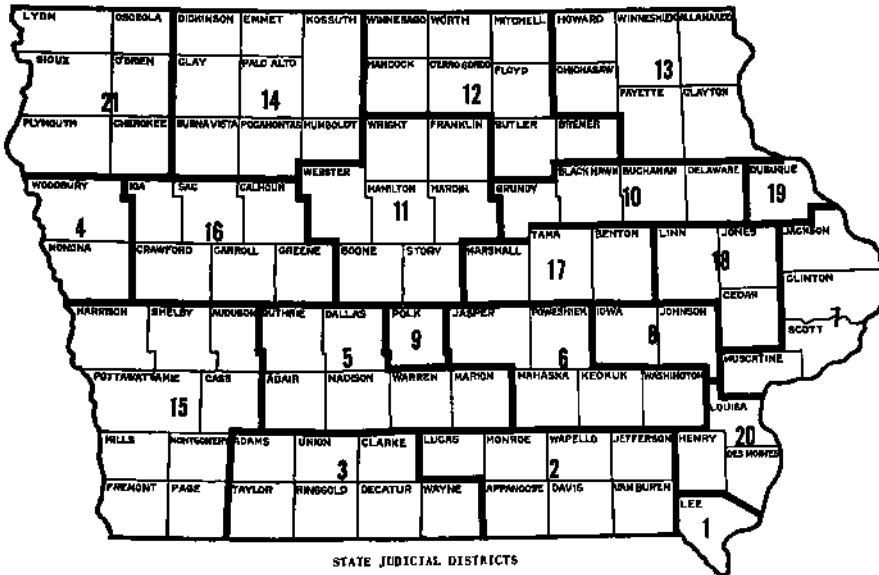 LYON OSCEOLA DICKINSON EMMET KOSSUTH WINNEBAGO WORTH MITCHELL HOWARD WINNESHIEK ALLAMAKEE
SIOUX O'BRIEN CLAY PALO ALTO HANCOCK CERRO GORDO FLOYD CHICKASAW 13
21 14 12 FAYETTE CLAYTON
PLYMOUTH CHEROKEE BUENA VISTA POCAHONTAS HUMBOLDT WRIGHT FRANKLIN BUTLER BREMER
WOODBURY IDA SAC CALHOUN WEBSTER HAMILTON HARDIN GRUNDY BLACK HAWK BUCHANAN DELAWARE DUBUQUE
4 16 11 10 19
MONONA CRAWFORD CARROLL GREENE BOONE STORY MARSHALL TAMA BENTON LINN JONES JACKSON
17 18 CLINTON
HARRISON SHELBY AUDUBON GUTHRIE DALLAS POLK JASPER POWESHIEK IOWA JOHNSON CEDAR SCOTT 7
5 9 6 8 MUSCATINE
POTTAWATTAMIE CASS ADAIR MADISON WARREN MARION MAHASKA KEOKUK WASHINGTON
15 LOUISA
MILLS MONTGOMERY ADAMS UNION CLARKE LUCAS MONROE WAPELLO JEFFERSON HENRY 20
3 2 DES MOINES
FREMONT PAGE TAYLOR RINGGOLD DECATUR WAYNE APPANOOSE DAVIS VAN BUREN
LEE
1
STATE JUDICIAL DISTRICTS